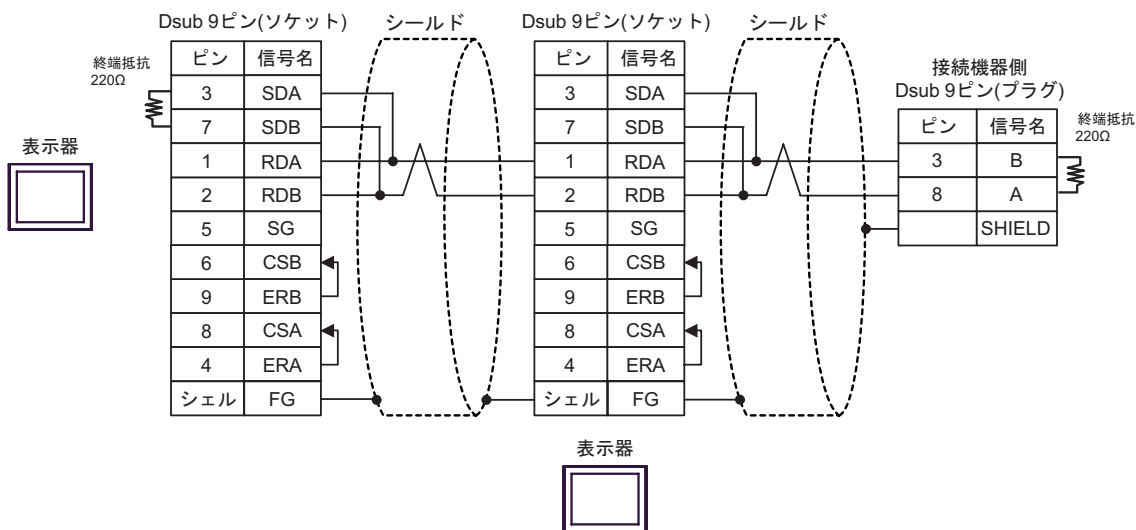 Dsub 9ピン(ソケット)
シールド
Dsub 9ピン(ソケット)
シールド
終端抵抗
220Ω
表示器
ピン 信号名
3 SDA
7 SDB
1 RDA
2 RDB
5 SG
6 CSB
9 ERB
8 CSA
4 ERA
シェル FG
ピン 信号名
3 SDA
7 SDB
1 RDA
2 RDB
5 SG
6 CSB
9 ERB
8 CSA
4 ERA
シェル FG
接続機器側
Dsub 9ピン(プラグ)
ピン 信号名
3 B
8 A
SHIELD
終端抵抗
220Ω
表示器